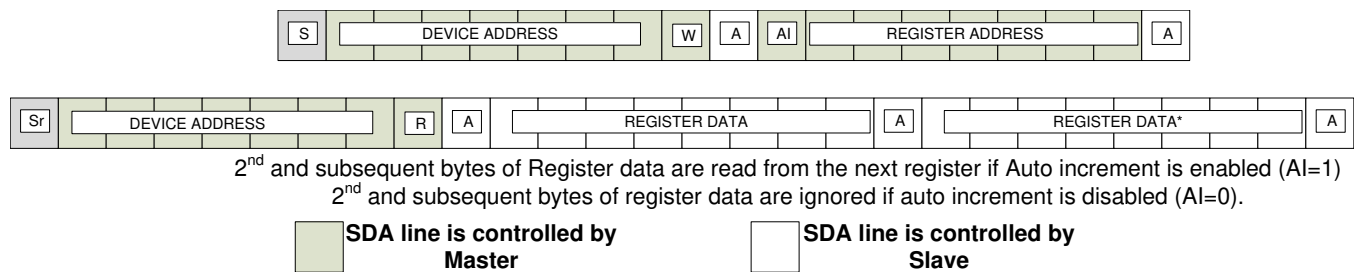 S DEVICE ADDRESS W A AI REGISTER ADDRESS A
Sr DEVICE ADDRESS R A REGISTER DATA A REGISTER DATA* A
2nd and subsequent bytes of Register data are read from the next register if Auto increment is enabled (AI=1)
2nd and subsequent bytes of register data are ignored if auto increment is disabled (AI=0).
SDA line is controlled by Master
SDA line is controlled by Slave